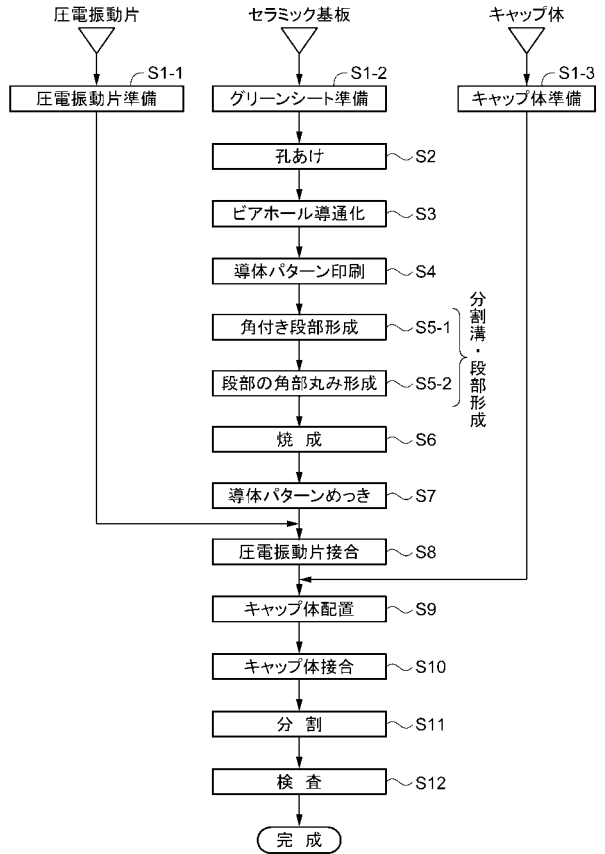 圧電振動片
セラミック基板
キャップ体
S1-1
S1-2
S1-3
圧電振動片準備
グリーンシート準備
キャップ体準備
孔あけ
S2
ビアホール導通化
S3
導体パターン印刷
S4
角付き段部形成
S5-1
段部の角部丸み形成
S5-2
分割溝・段部形成
焼 成
S6
導体パターンめっき
S7
圧電振動片接合
S8
キャップ体配置
S9
キャップ体接合
S10
分 割
S11
検 査
S12
完 成